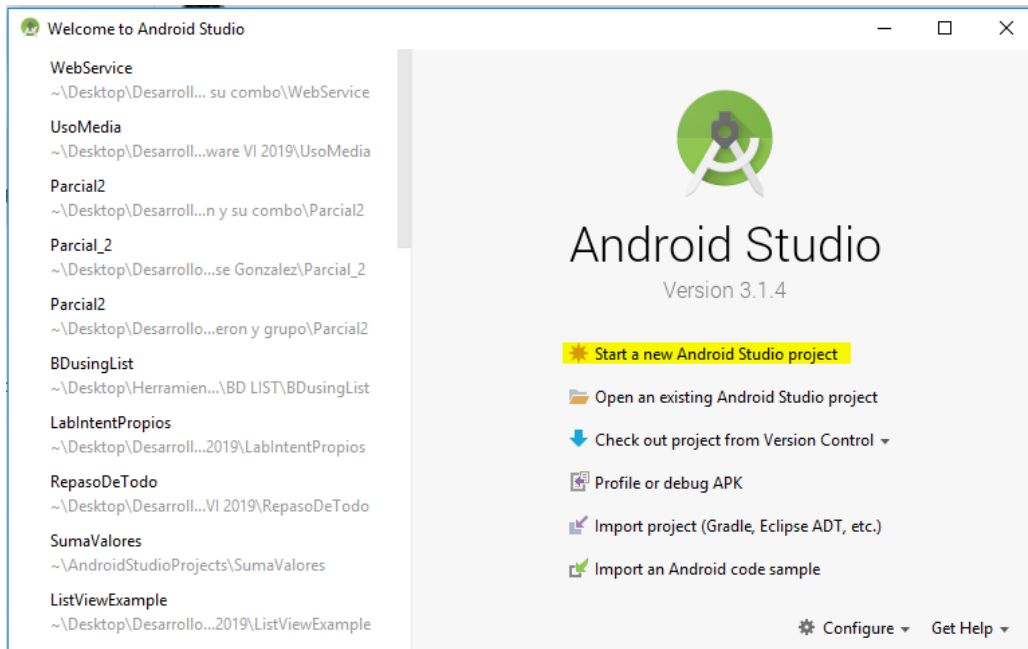 Welcome to Android Studio
WebService
~\Desktop\Desarroll... su combo\WebService
UsoMedia
~\Desktop\Desarroll...ware VI 2019\UsoMedia
Parcial2
~\Desktop\Desarroll...n y su combo\Parcial2
Parcial_2
~\Desktop\Desarrollo...se Gonzalez\Parcial_2
Parcial2
~\Desktop\Desarrollo...eron y grupo\Parcial2
BDusingList
~\Desktop\Herramien...\BD LIST\BDusingList
LabIntentPropios
~\Desktop\Desarroll...2019\LabIntentPropios
RepasoDeTodo
~\Desktop\Desarroll...VI 2019\RepasoDeTodo
SumaValores
~\AndroidStudioProjects\SumaValores
ListViewExample
~\Desktop\Desarrollo...2019\ListViewExample
Android Studio
Version 3.1.4
Start a new Android Studio project
Open an existing Android Studio project
Check out project from Version Control
Profile or debug APK
Import project (Gradle, Eclipse ADT, etc.)
Import an Android code sample
Configure
Get Help